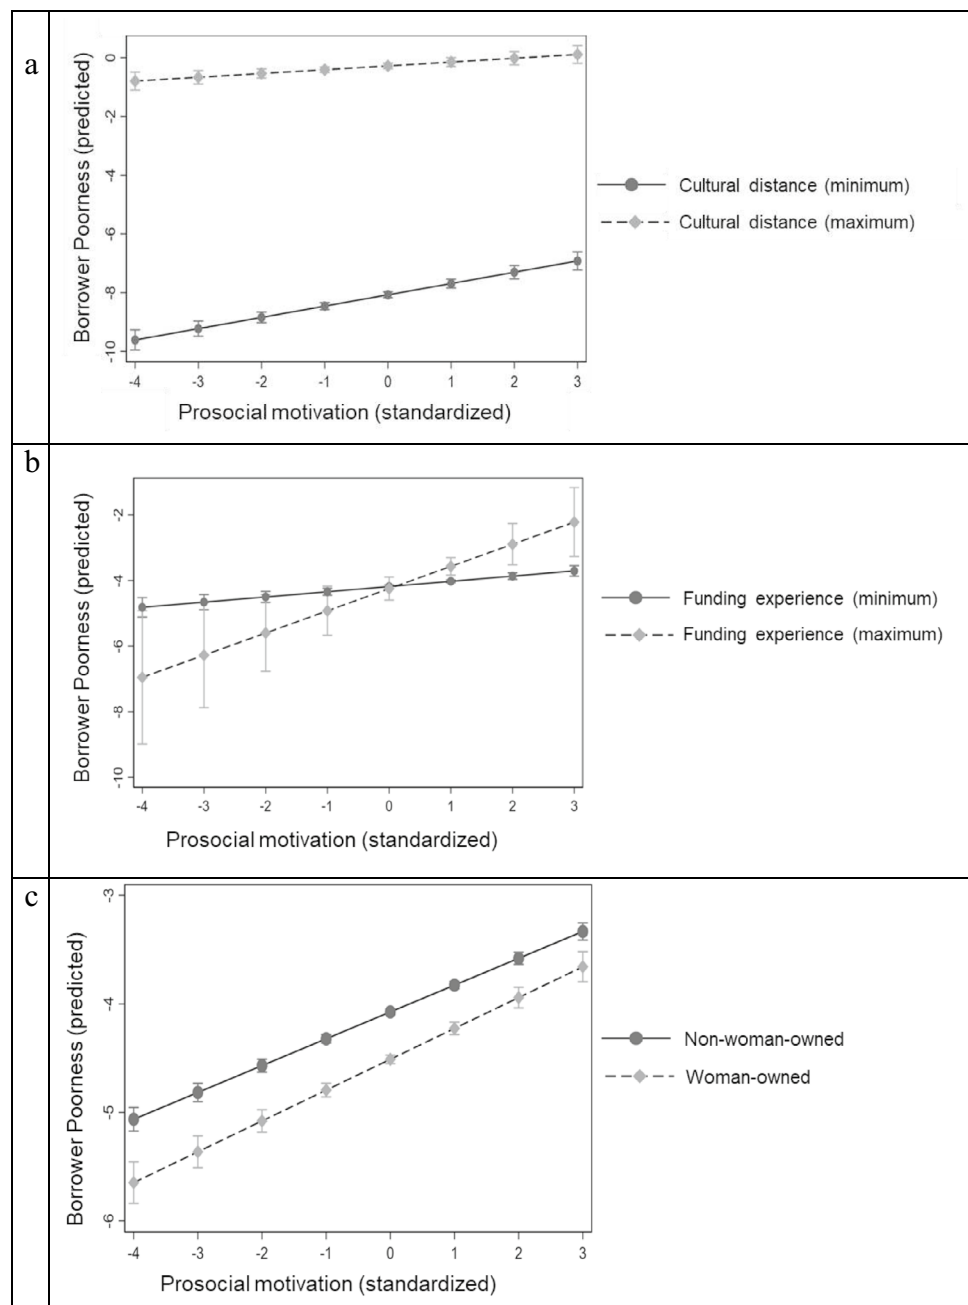 a
Borrower Poorness (predicted)
0
-2
-4
-6
-8
-10
-4 -3 -2 -1 0 1 2 3
Prosocial motivation (standardized)
Cultural distance (minimum)
Cultural distance (maximum)
b
Borrower Poorness (predicted)
-2
-4
-6
-8
-10
-4 -3 -2 -1 0 1 2 3
Prosocial motivation (standardized)
Funding experience (minimum)
Funding experience (maximum)
c
Borrower Poorness (predicted)
-3
-4
-5
-6
-4 -3 -2 -1 0 1 2 3
Prosocial motivation (standardized)
Non-woman-owned
Woman-owned